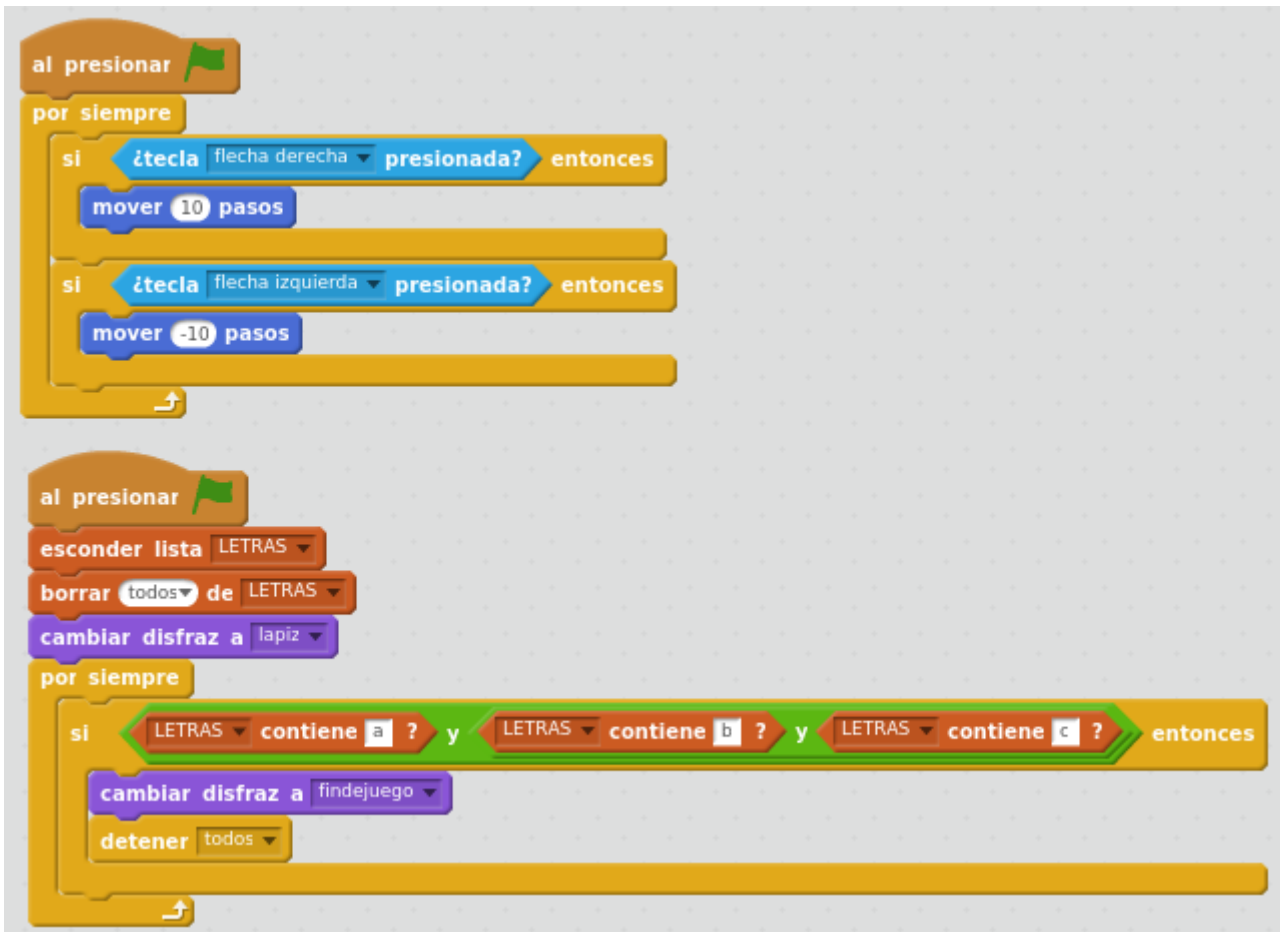 al presionar
por siempre
si ¿tecla flecha derecha presionada? entonces
mover 10 pasos
si ¿tecla flecha izquierda presionada? entonces
mover -10 pasos
al presionar
esconder lista LETRAS
borrar todos de LETRAS
cambiar disfraz a lapiz
por siempre
si LETRAS contiene a ? y LETRAS contiene b ? y LETRAS contiene c ? entonces
cambiar disfraz a findejuego
detener todos